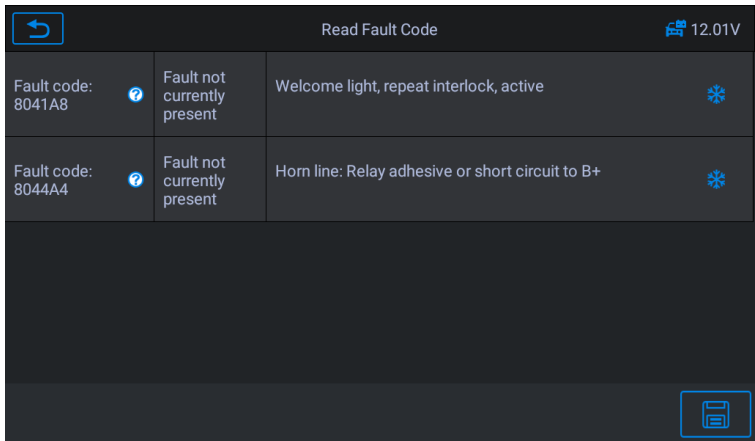 Read Fault Code
12.01V
Fault code:
8041A8
?
Fault not
currently
present
Welcome light, repeat interlock, active
Fault code:
8044A4
?
Fault not
currently
present
Horn line: Relay adhesive or short circuit to B+